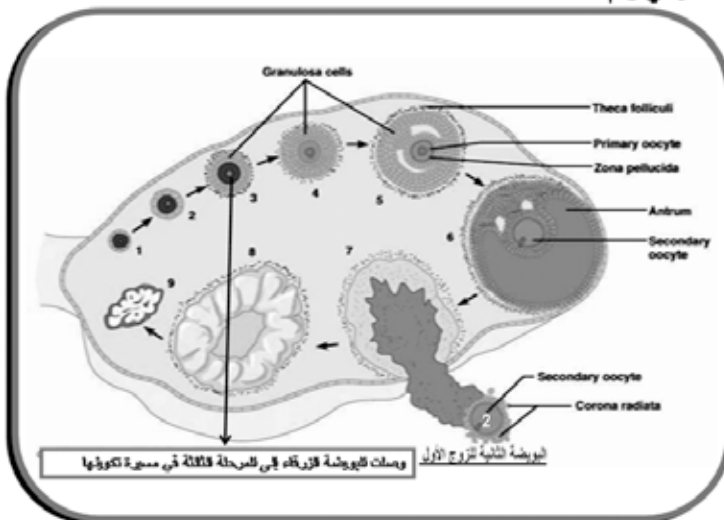 Granulosa cells
Theca folliculi
Primary oocyte
Zona pellucida
Antrum
Secondary oocyte
1
2
3
4
5
6
7
8
9
Secondary oocyte
Corona radiata
2
البويضة الثانية للزوج الأول
وصلت البويضة الزرقاء إلى المرحلة الثالثة في مسيرة تكوينها